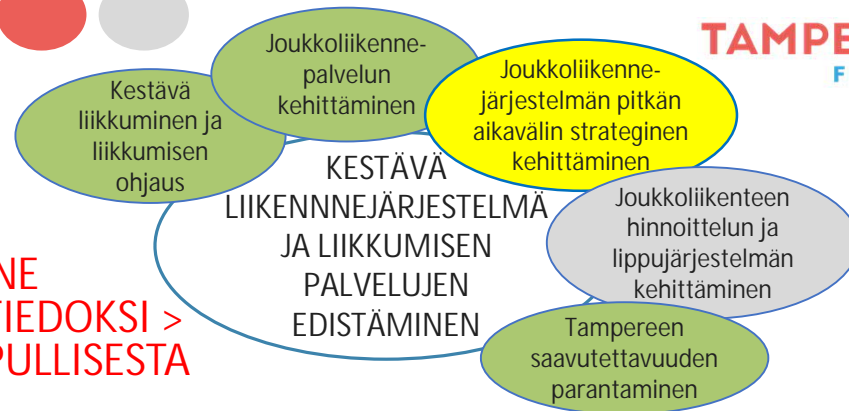 Joukkoliikenne-
palvelun
kehittäminen
TAMPE
F
Kestävä
liikkuminen ja
liikkumisen
ohjaus
Joukkoliikenne-
järjestelmän pitkän
aikavälin strateginen
kehittäminen
KESTÄVÄ
LIIKENNNEJÄRJESTELMÄ
JA LIIKKUMISEN
PALVELUJEN
EDISTÄMINEN
Joukkoliikenteen
hinnoittelun ja
lippujärjestelmän
kehittäminen
NE
TIEDOKSI >
PULLISESTA
Tampereen
saavutettavuuden
parantaminen